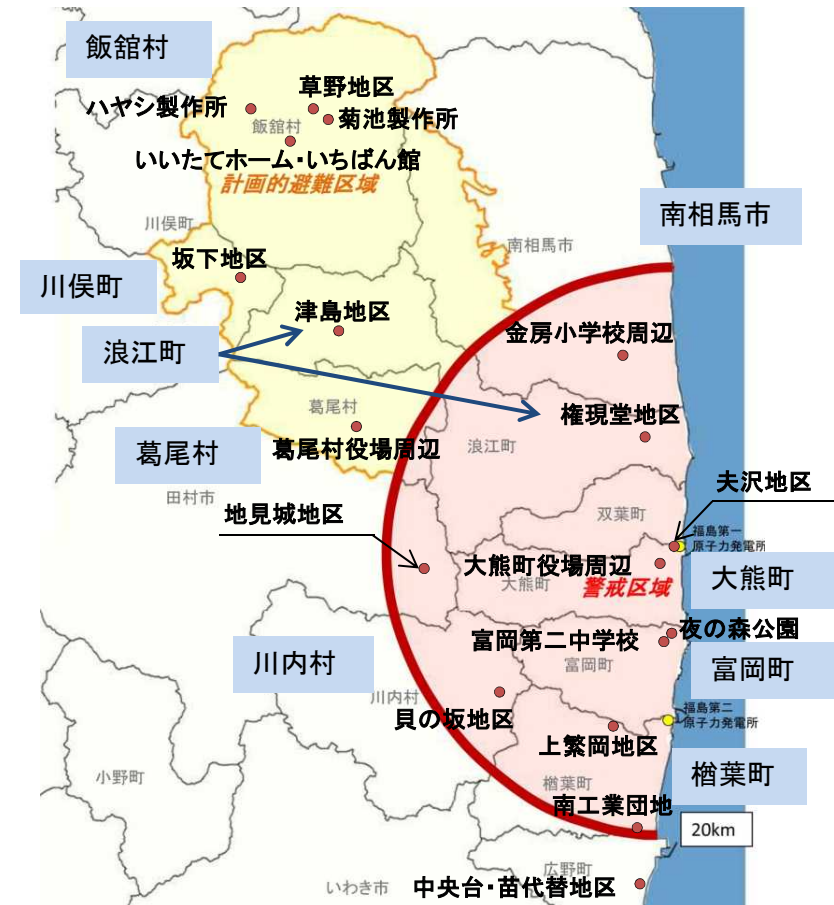 飯舘村
草野地区
ハヤシ製作所
菊池製作所
飯舘村
いいたてホーム・いちばん館
計画的避難区域
南相馬市
川俣町
南相馬市
坂下地区
川俣町
津島地区
金房小学校周辺
浪江町
葛尾村
権現堂地区
浪江町
葛尾村
葛尾村役場周辺
夫沢地区
田村市
地見城地区
双葉町
福島第一
原子力発電所
大熊町役場周辺
大熊町
大熊町
警戒区域
夜の森公園
富岡第二中学校
川内村
富岡町
富岡町
川内村
貝の坂地区
福島第二
原子力発電所
上繁岡地区
楢葉町
小野町
楢葉町
南工業団地
20km
広野町
いわき市
中央台・苗代替地区